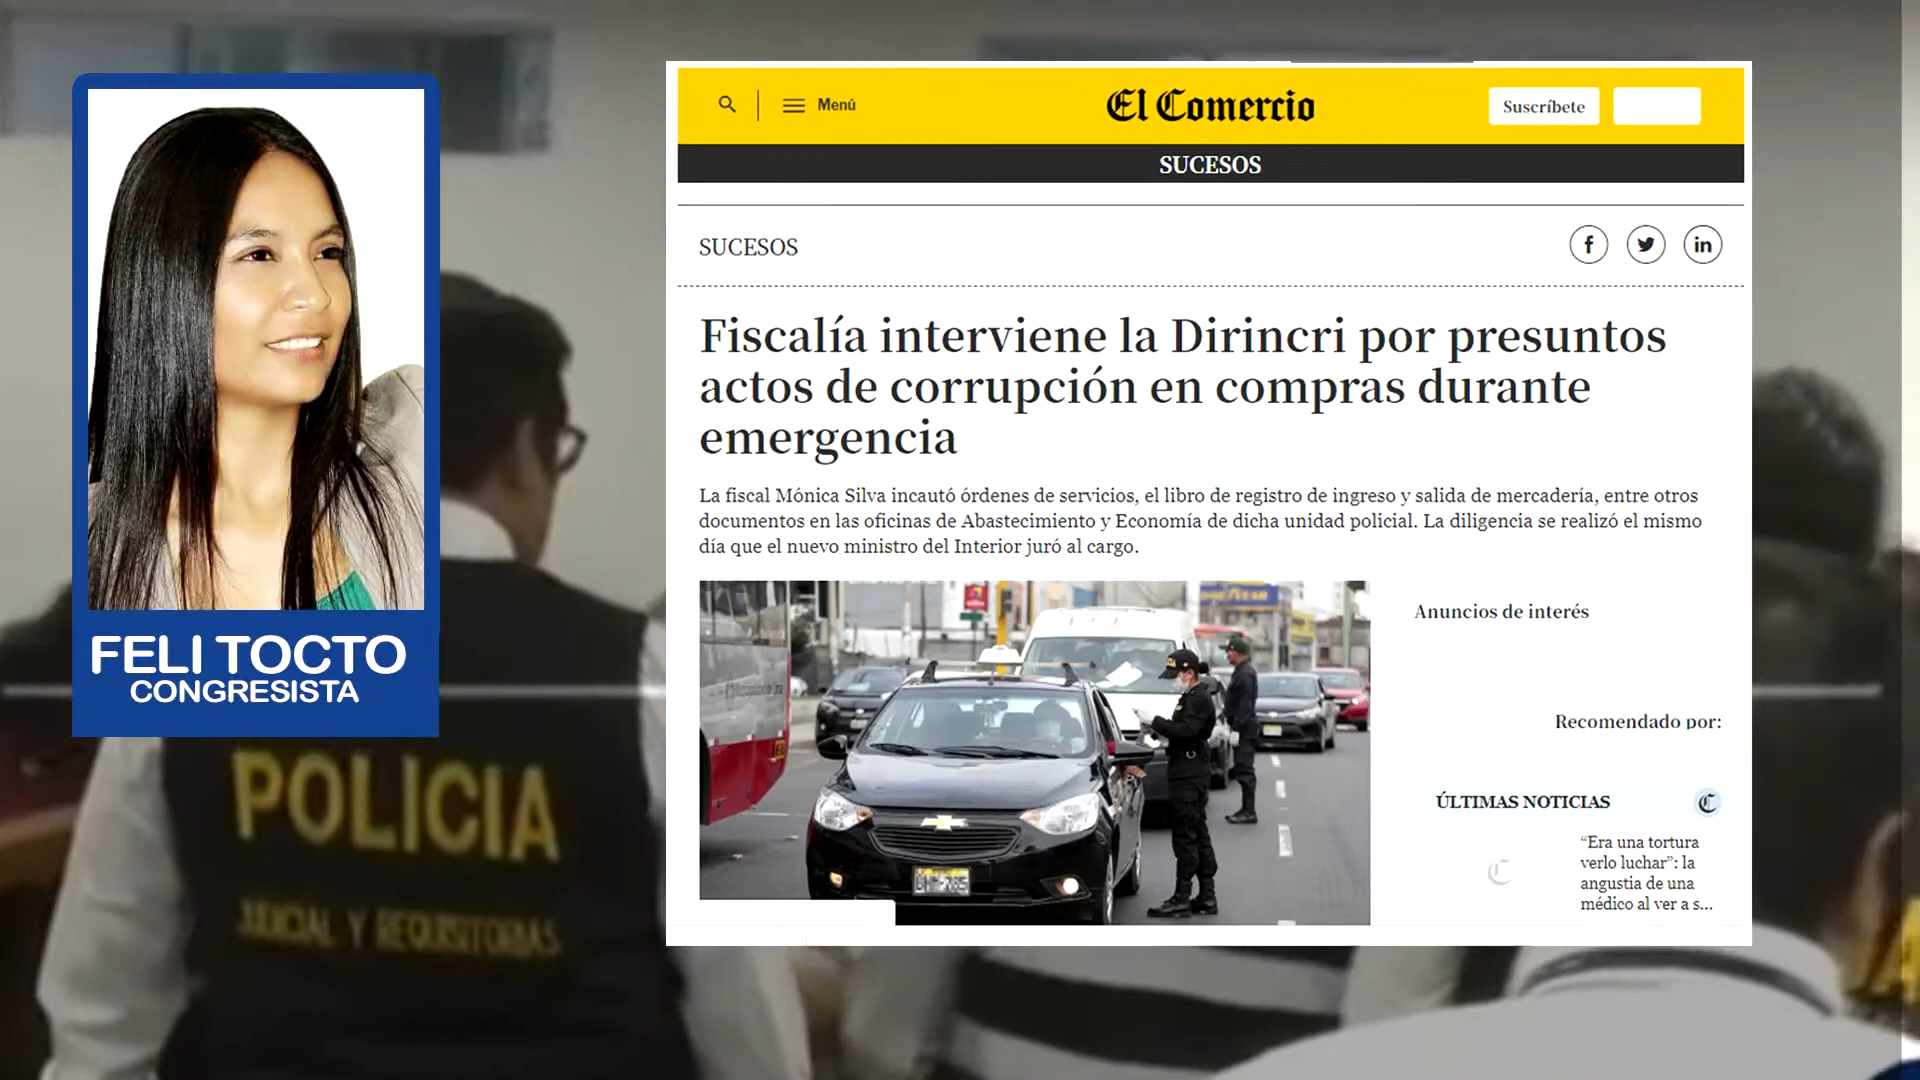 FELI TOCTO
CONGRESISTA
POLICIA
JUDICIAL Y REQUISITORIAS
Menú
El Comercio
Suscríbete
SUCESOS
SUCESOS
Fiscalía interviene la Dirincri por presuntos
actos de corrupción en compras durante
emergencia
La fiscal Mónica Silva incautó órdenes de servicios, el libro de registro de ingreso y salida de mercadería, entre otros
documentos en las oficinas de Abastecimiento y Economía de dicha unidad policial. La diligencia se realizó el mismo
día que el nuevo ministro del Interior juró al cargo.
Anuncios de interés
Recomendado por:
ÚLTIMAS NOTICIAS
“Era una tortura
verlo luchar”: la
angustia de una
médico al ver a s...